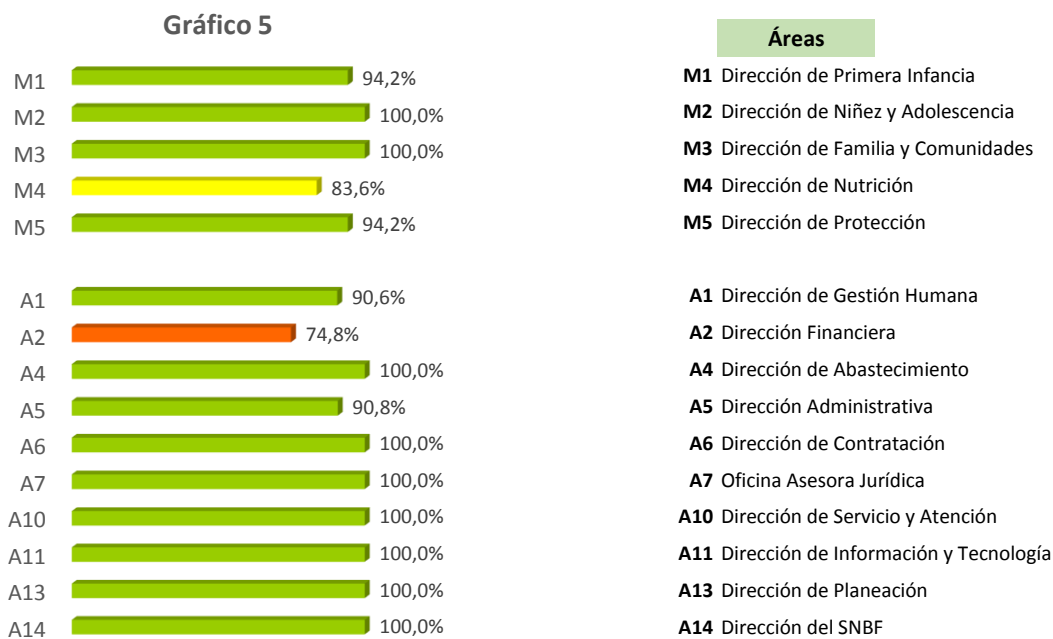 Gráfico 5
Áreas
M1 94,2% M1 Dirección de Primera Infancia
M2 100,0% M2 Dirección de Niñez y Adolescencia
M3 100,0% M3 Dirección de Familia y Comunidades
M4 83,6% M4 Dirección de Nutrición
M5 94,2% M5 Dirección de Protección
A1 90,6% A1 Dirección de Gestión Humana
A2 74,8% A2 Dirección Financiera
A4 100,0% A4 Dirección de Abastecimiento
A5 90,8% A5 Dirección Administrativa
A6 100,0% A6 Dirección de Contratación
A7 100,0% A7 Oficina Asesora Jurídica
A10 100,0% A10 Dirección de Servicio y Atención
A11 100,0% A11 Dirección de Información y Tecnología
A13 100,0% A13 Dirección de Planeación
A14 100,0% A14 Dirección del SNBF